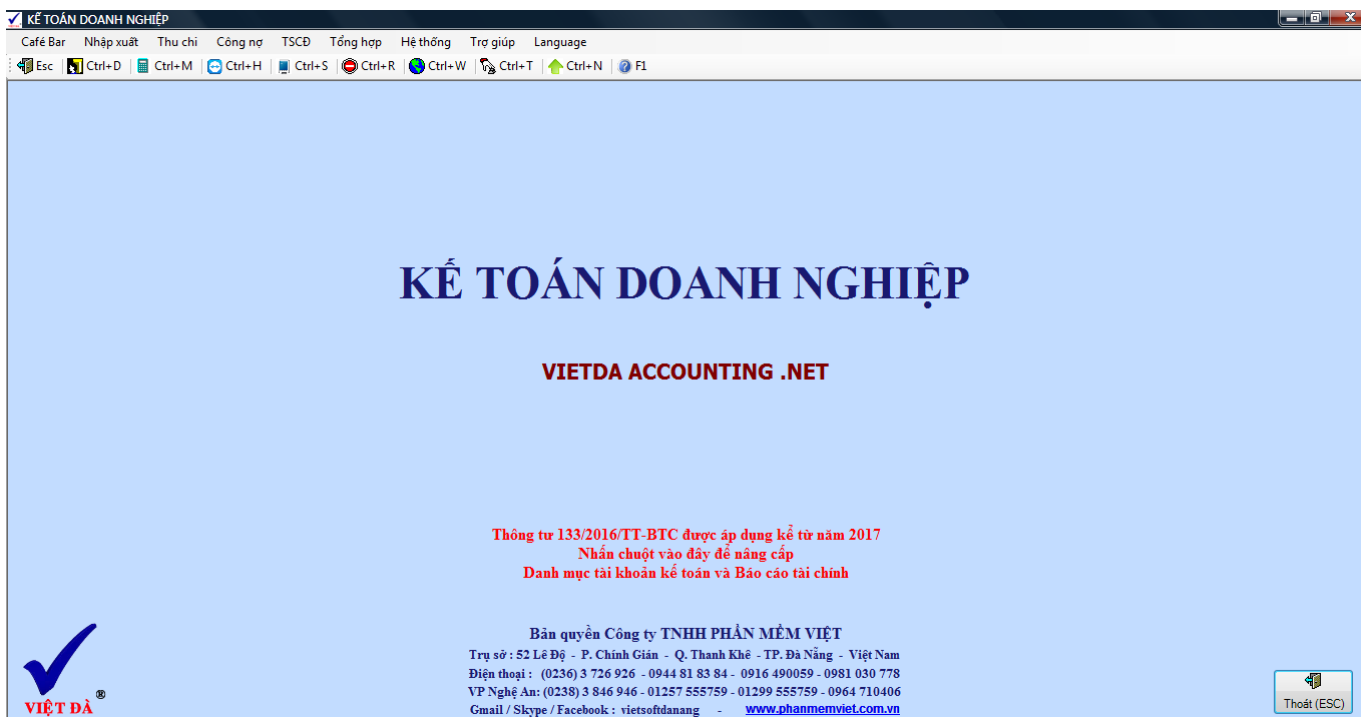 KẾ TOÁN DOANH NGHIỆP
Café Bar Nhập xuất Thu chi Công nợ TSCĐ Tổng hợp Hệ thống Trợ giúp Language
Esc Ctrl+D Ctrl+M Ctrl+H Ctrl+S Ctrl+R Ctrl+W Ctrl+T Ctrl+N F1
KẾ TOÁN DOANH NGHIỆP
VIETDA ACCOUNTING .NET
Thông tư 133/2016/TT-BTC được áp dụng kể từ năm 2017
Nhấn chuột vào đây để nâng cấp
Danh mục tài khoản kế toán và Báo cáo tài chính
Bản quyền Công ty TNHH PHẦN MỀM VIỆT
Trụ sở : 52 Lê Độ - P. Chính Gián - Q. Thanh Khê - TP. Đà Nẵng - Việt Nam
Điện thoại : (0236) 3 726 926 - 0944 81 83 84 - 0916 490059 - 0981 030 778
VP Nghệ An: (0238) 3 846 946 - 01257 555759 - 01299 555759 - 0964 710406
Gmail / Skype / Facebook : vietsoftdanang - www.phanmemviet.com.vn
VIỆT ĐÀ ®
Thoát (ESC)